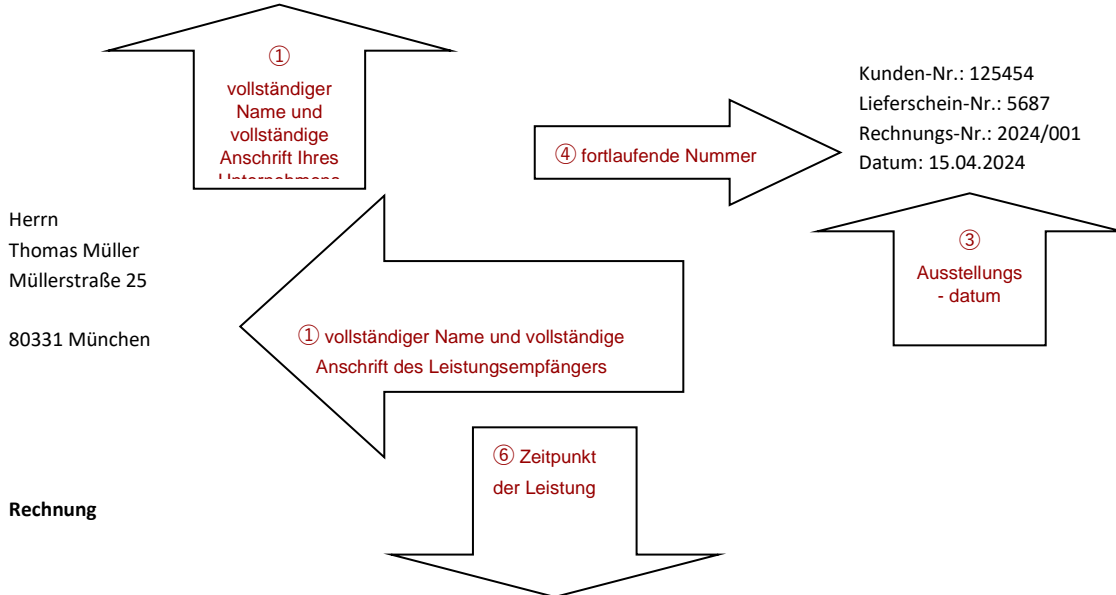 ①
vollständiger
Name und
vollständige
Anschrift Ihres
Unternehmens
Kunden-Nr.: 125454
Lieferschein-Nr.: 5687
Rechnungs-Nr.: 2024/001
Datum: 15.04.2024
④ fortlaufende Nummer
③
Ausstellungs
- datum
Herrn
Thomas Müller
Müllerstraße 25
80331 München
① vollständiger Name und vollständige
Anschrift des Leistungsempfängers
⑥ Zeitpunkt
der Leistung
Rechnung